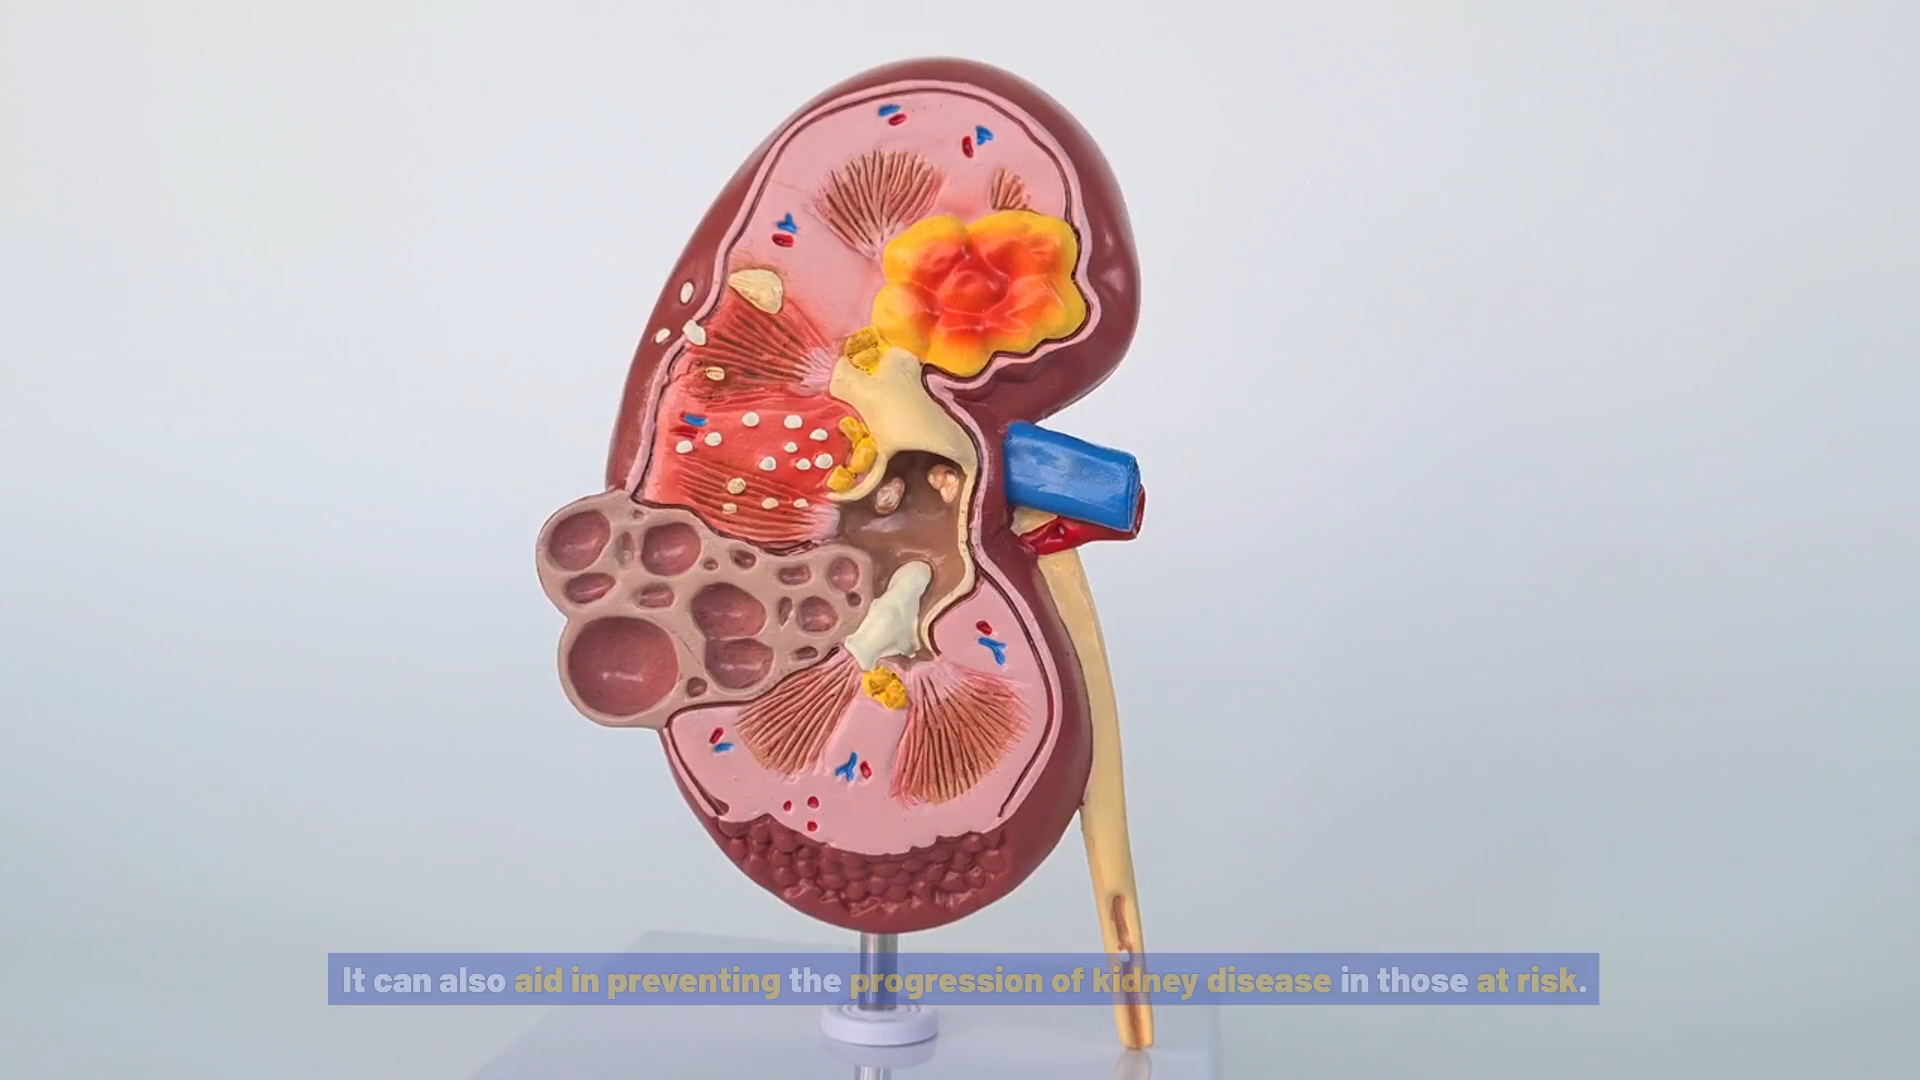 It can also aid in preventing the progression of kidney disease in those at risk.